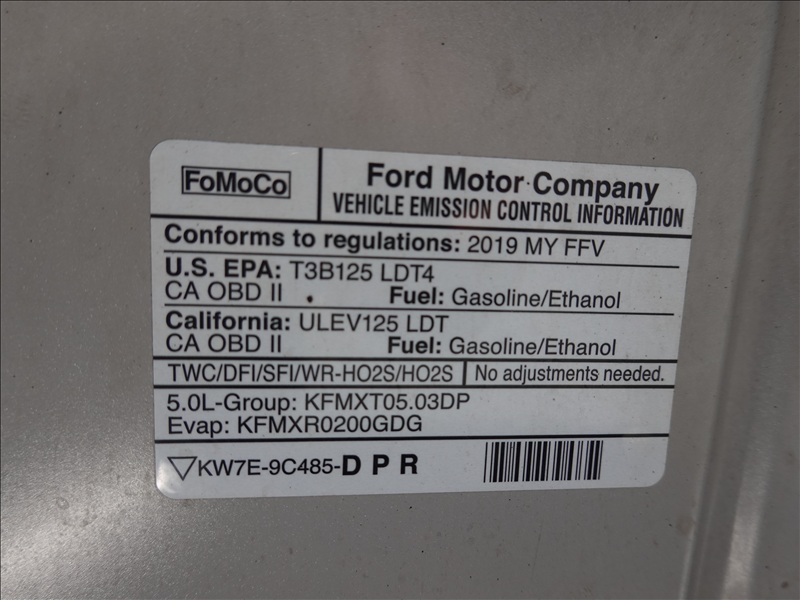 FoMoCo
Ford Motor Company
VEHICLE EMISSION CONTROL INFORMATION
Conforms to regulations: 2019 MY FFV
U.S. EPA: T3B125 LDT4
CA OBD II Fuel: Gasoline/Ethanol
California: ULEV125 LDT
CA OBD II Fuel: Gasoline/Ethanol
TWC/DFI/SFI/WR-HO2S/HO2S No adjustments needed.
5.0L-Group: KFMXT05.03DP
Evap: KFMXR0200GDG
KW7E-9C485-DPR